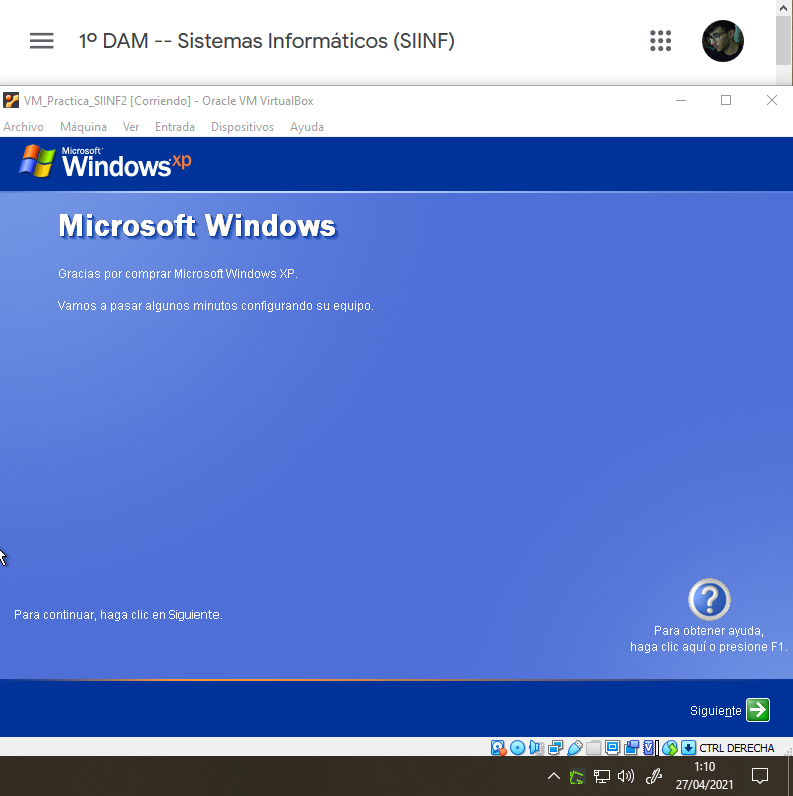 1º DAM -- Sistemas Informáticos (SIINF)
VM_Practica_SIINF2 [Corriendo] - Oracle VM VirtualBox
Archivo Máquina Ver Entrada Dispositivos Ayuda
Microsoft
Windows xp
Microsoft Windows
Gracias por comprar Microsoft Windows XP.
Vamos a pasar algunos minutos configurando su equipo.
Para continuar, haga clic en Siguiente.
Para obtener ayuda,
haga clic aquí o presione F1.
Siguiente
CTRL DERECHA
1:10
27/04/2021